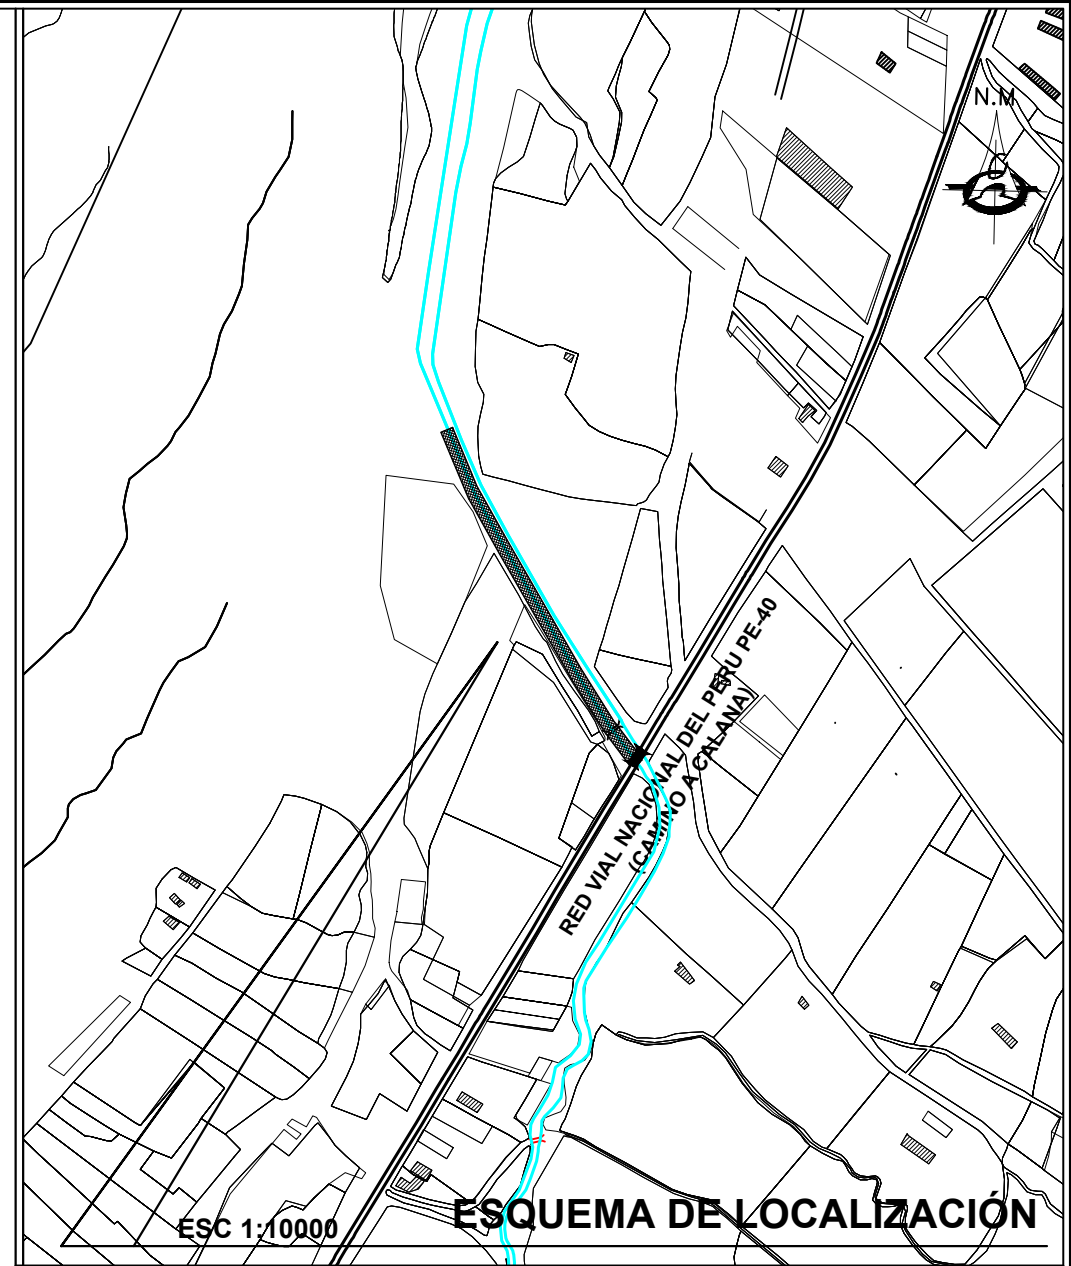 N.M
RED VIAL NACIONAL DEL PERU PE-40
(CAMINO A CALANA)
ESC 1:10000
ESQUEMA DE LOCALIZACIÓN